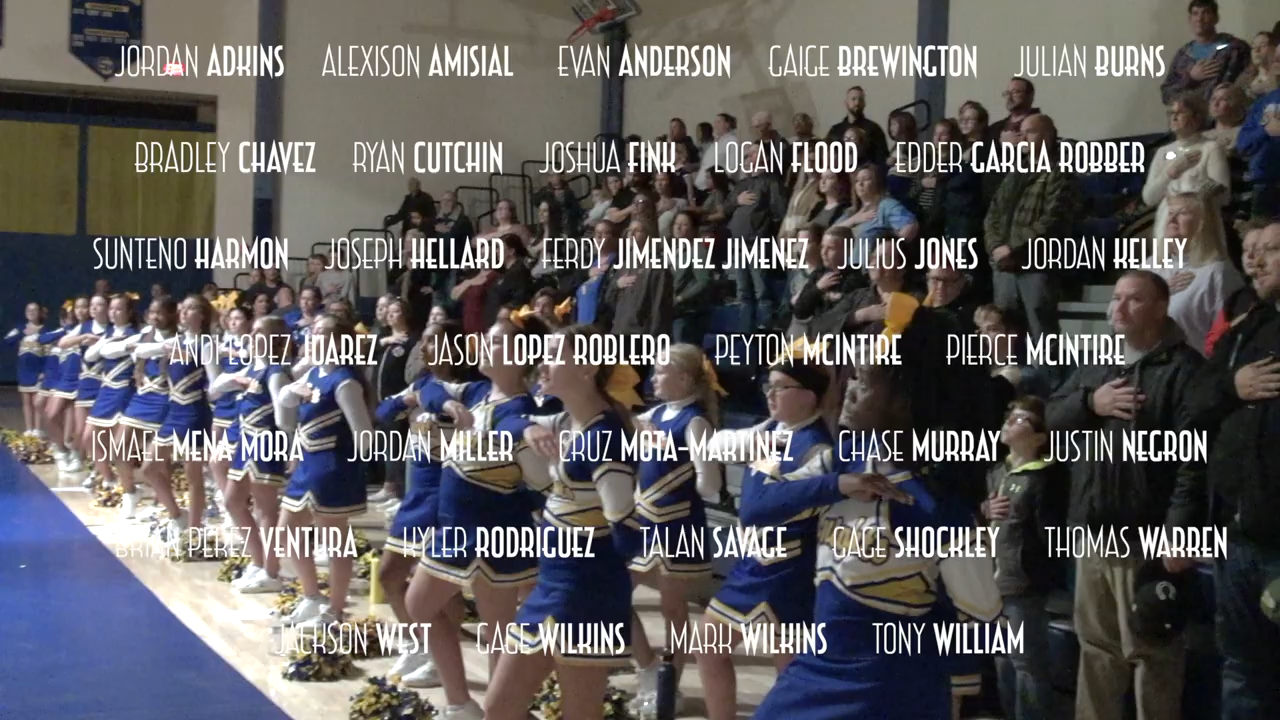 JORDAN ADKINS ALEXISON AMISIAL EVAN ANDERSON GAIGE BREWINGTON JULIAN BURNS
BRADLEY CHAVEZ RYAN CUTCHIN JOSHUA FINK LOGAN FLOOD EDDER GARCIA ROBBER
SUNTENO HARMON JOSEPH HELLARD FERDY JIMENDEZ JIMENEZ JULIUS JONES JORDAN KELLEY
ANDI LOPEZ JUAREZ JASON LOPEZ ROBLERO PEYTON MCINTIRE PIERCE MCINTIRE
ISMAEL MENA MORA JORDAN MILLER CRUZ MOTA-MARTINEZ CHASE MURRAY JUSTIN NEGRON
BRIAN PEREZ VENTURA KYLER RODRIGUEZ TALAN SAVAGE GAGE SHOCKLEY THOMAS WARREN
JACKSON WEST GAGE WILKINS MARK WILKINS TONY WILLIAM